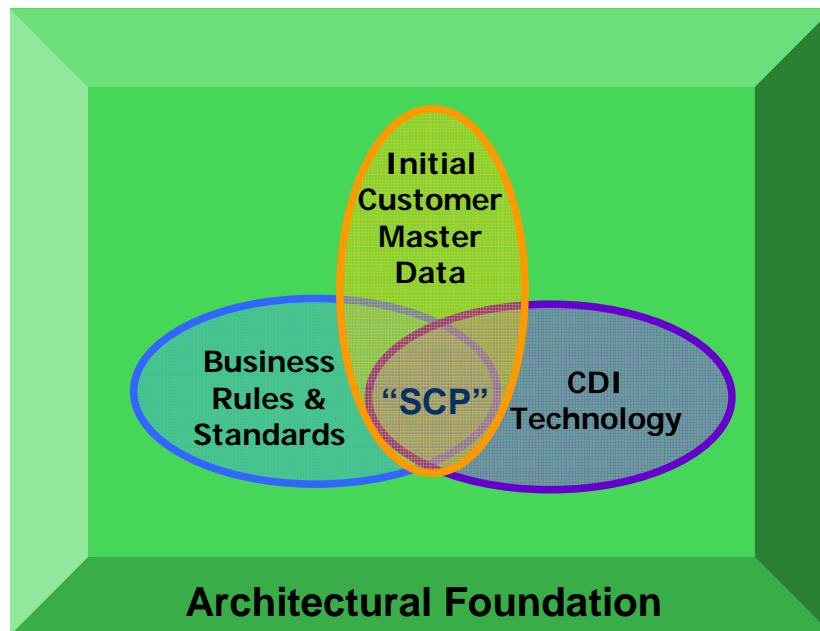 Initial
Customer
Master
Data
Business
Rules &
Standards
“SCP”
CDI
Technology
Architectural Foundation